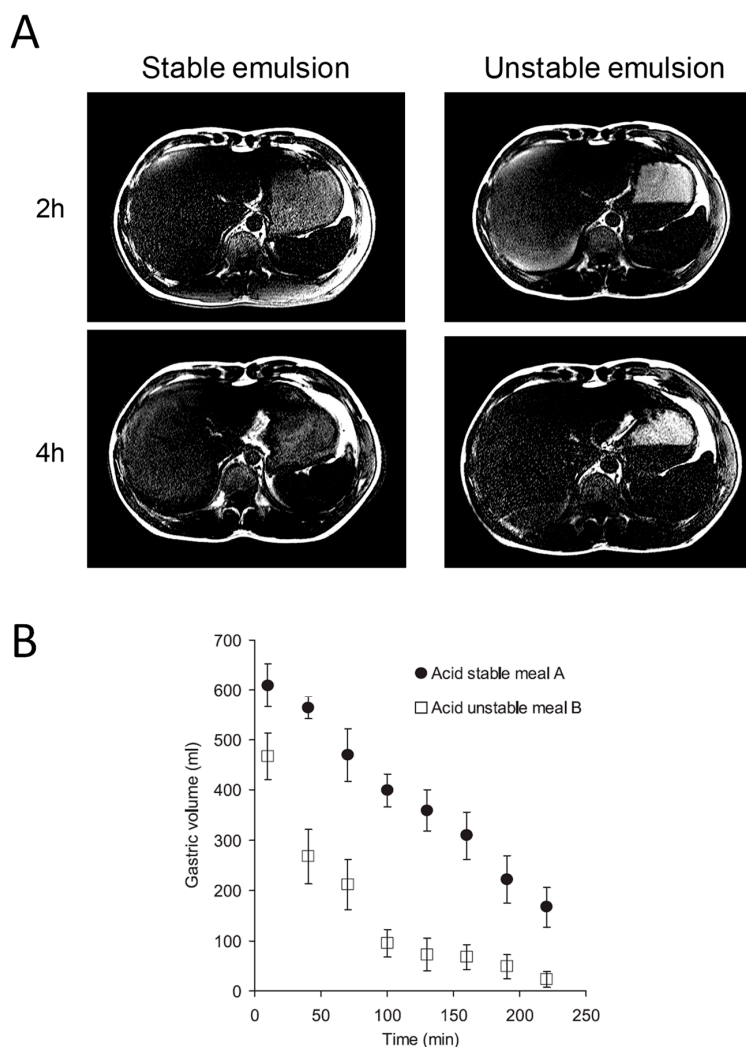 A
Stable emulsion
Unstable emulsion
2h
4h
B
700
600
500
400
300
200
100
0
Gastric volume (ml)
Acid stable meal A
Acid unstable meal B
0 50 100 150 200 250
Time (min)